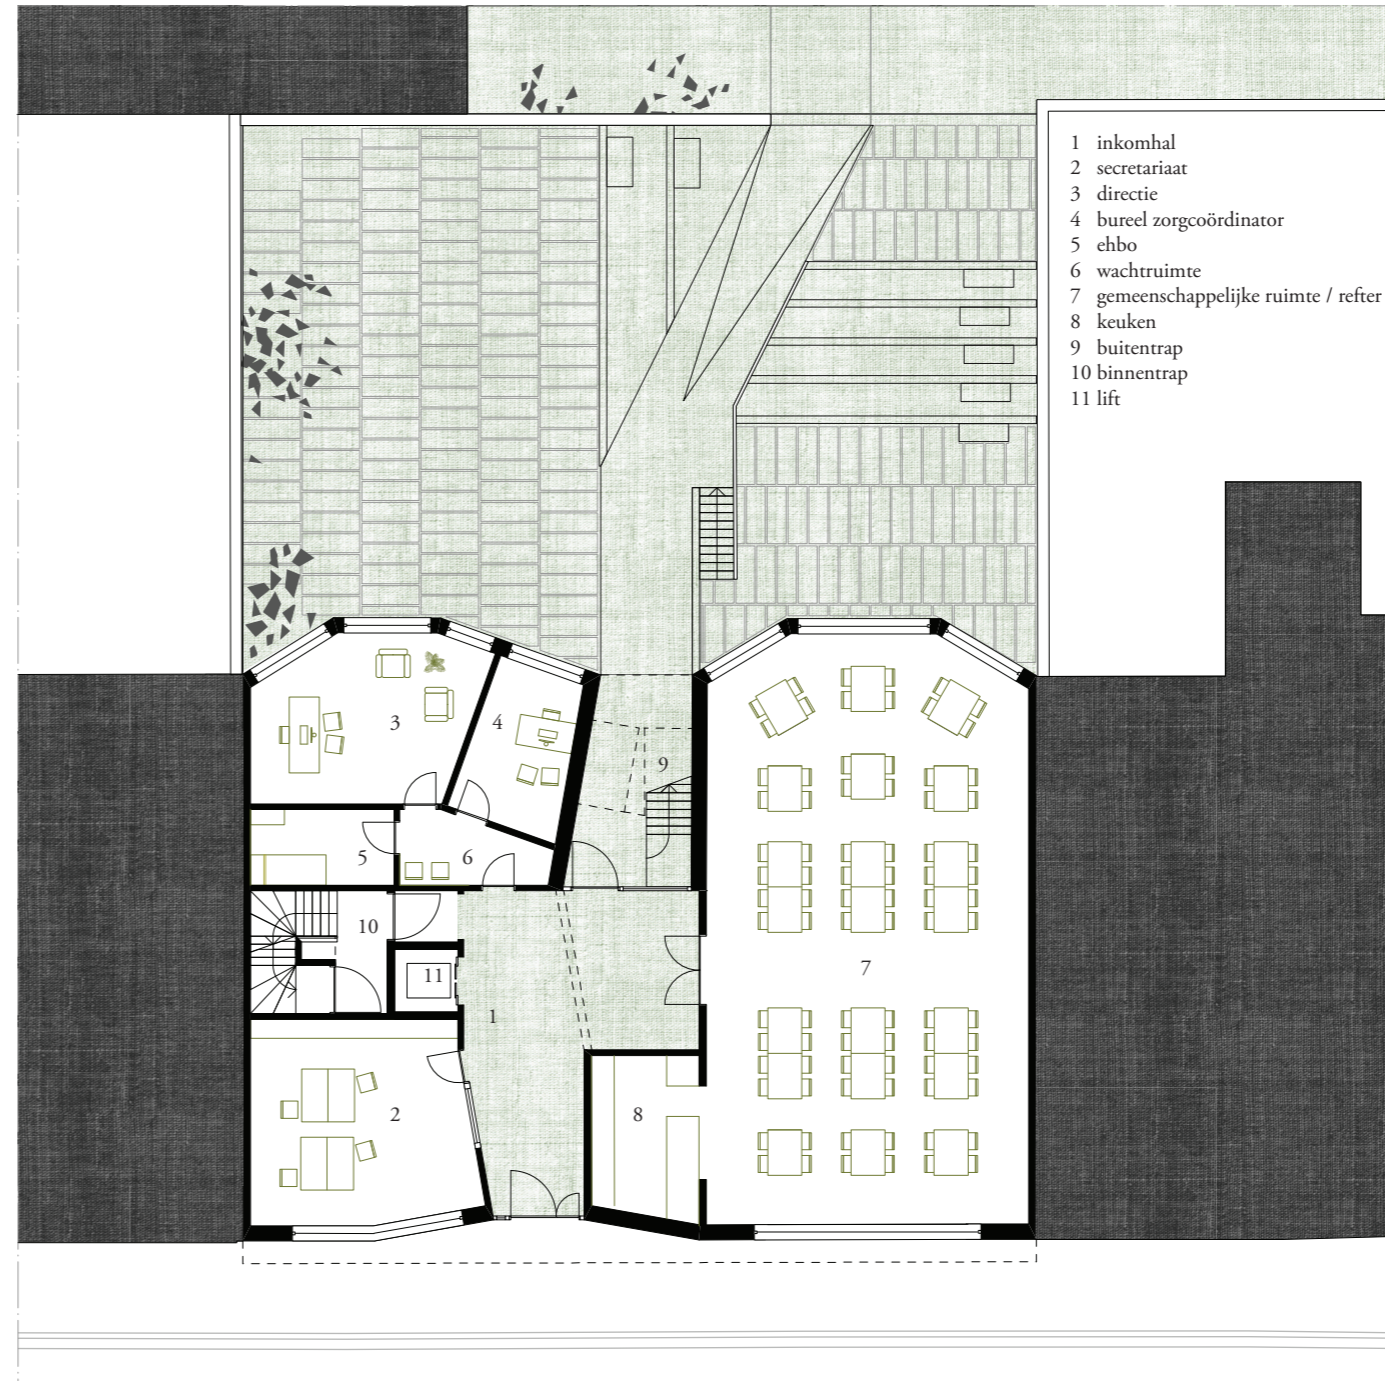 1 inkomhal
2 secretariaat
3 directie
4 bureel zorgcoördinator
5 ehbo
6 wachtruimte
7 gemeenschappelijke ruimte / refter
8 keuken
9 buitentrap
10 binnentrap
11 lift
3
4
9
5
6
10
11
7
1
2
8